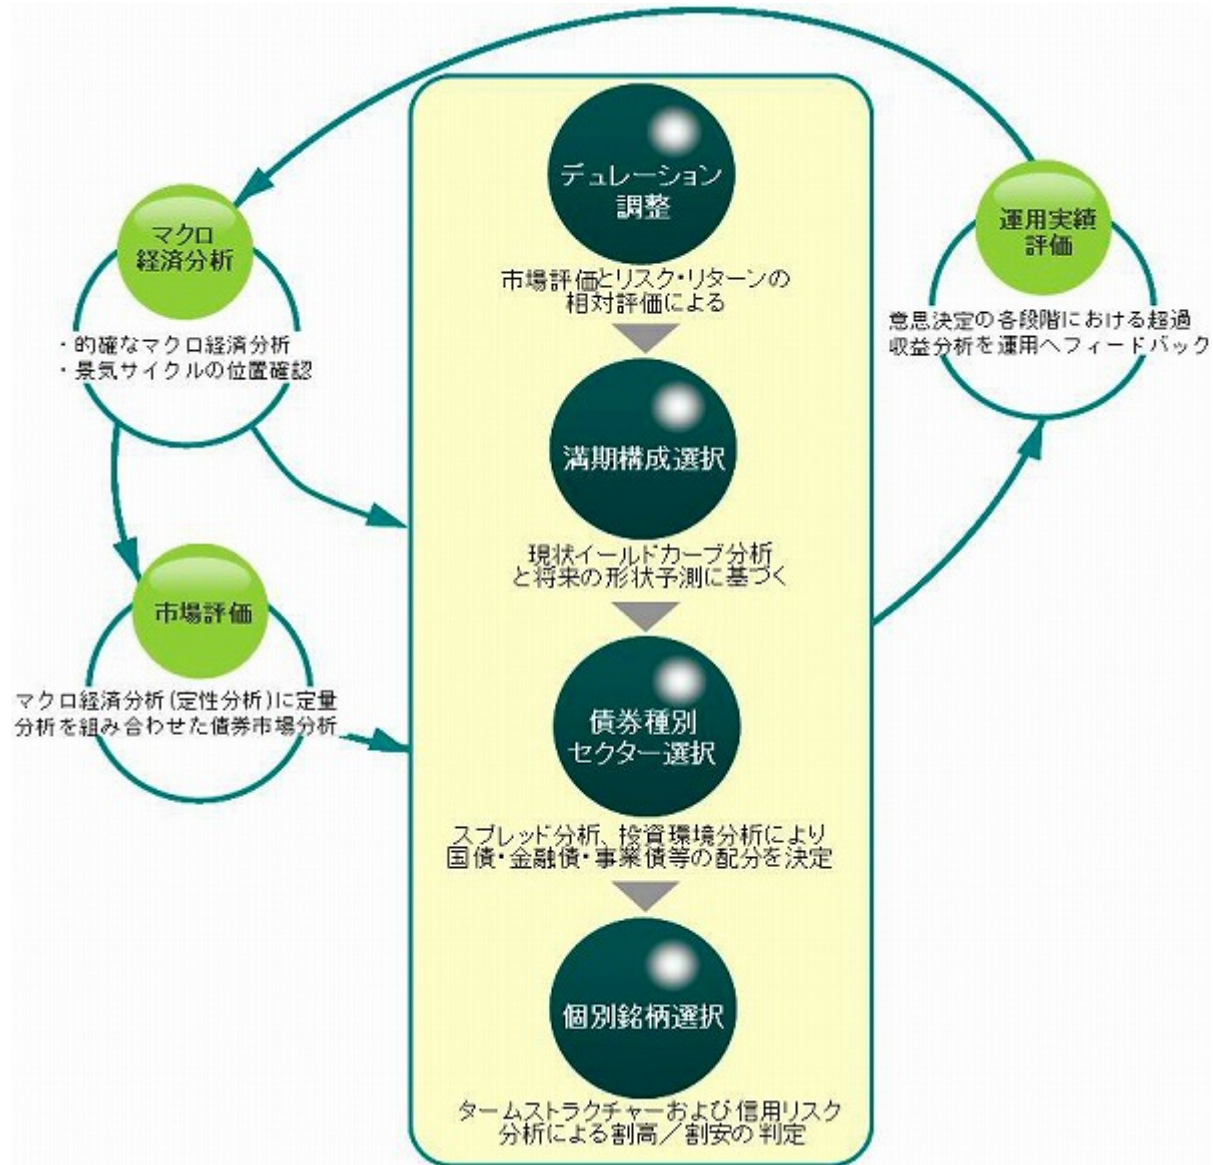 マクロ
経済分析
・的確なマクロ経済分析
・景気サイクルの位置確認
市場評価
マクロ経済分析(定性分析)に定量
分析を組み合わせた債券市場分析
デュレーション
調整
市場評価とリスク・リターンの
相対評価による
満期構成選択
現状イールドカーブ分析
と将来の形状予測に基づく
債券種別
セクター選択
スプレッド分析、投資環境分析により
国債・金融債・事業債等の配分を決定
個別銘柄選択
タームストラクチャーおよび信用リスク
分析による割高/割安の判定
運用実績
評価
意思決定の各段階における超過
収益分析を運用へフィードバック